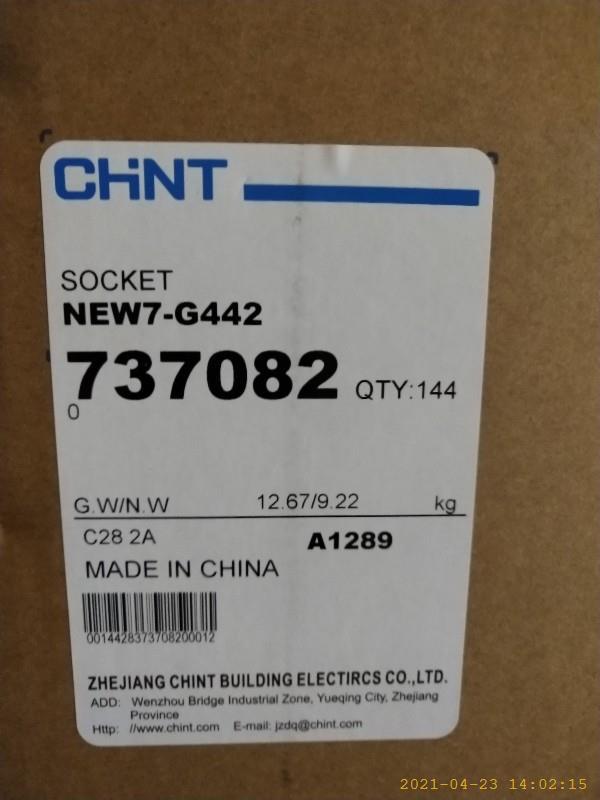 CHiNT
SOCKET
NEW7-G442
737082 QTY:144
0
G.W/N.W 12.67/9.22 kg
C28 2A A1289
MADE IN CHINA
0014428373708200012
ZHEJIANG CHINT BUILDING ELECTIRCS CO.,LTD.
ADD: Wenzhou Bridge Industrial Zone, Yueqing City, Zhejiang
Province
Http: //www.chint.com E-mail: jzdq@chint.com
2021-04-23 14:02:15